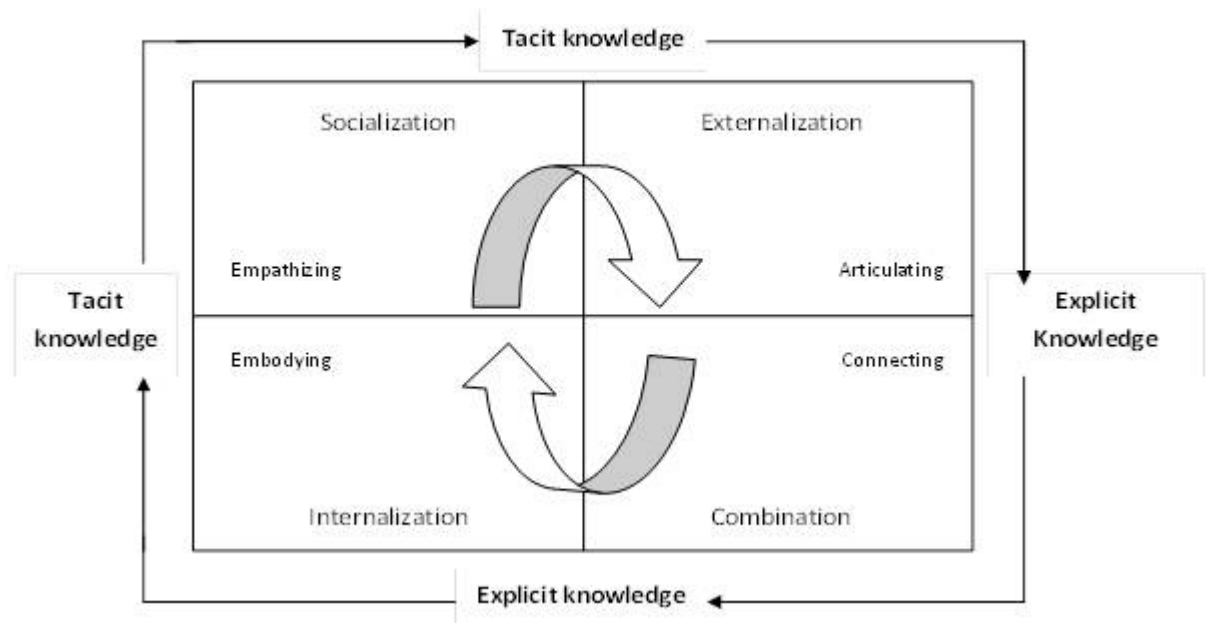 Tacit knowledge
Socialization
Externalization
Empathizing
Articulating
Tacit
knowledge
Explicit
Knowledge
Embodying
Connecting
Internalization
Combination
Explicit knowledge